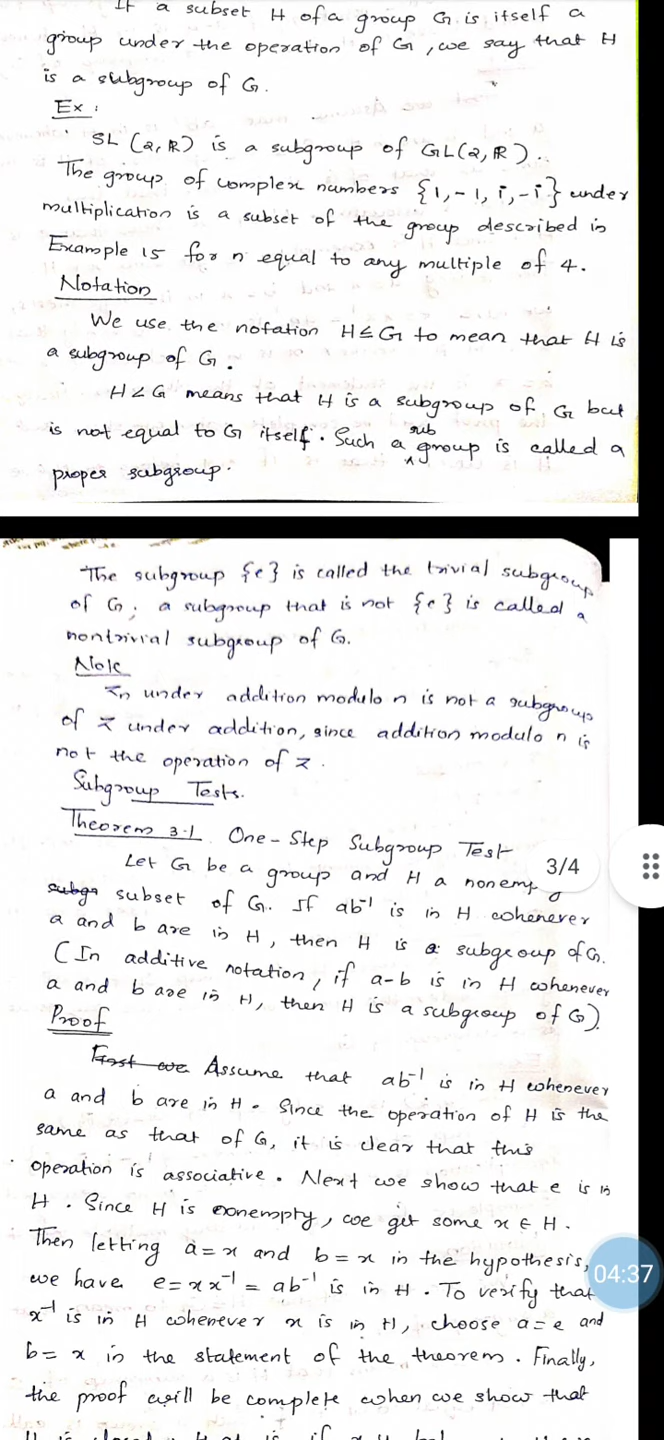 If a subset H of a group G is itself a
group under the operation of G, we say that H
is a subgroup of G.
Ex:
SL(2,R) is a subgroup of GL(2,R).
The group of complex numbers {1,-1,i,-i} under
multiplication is a subset of the group described in
Example 15 for n equal to any multiple of 4.
Notation
We use the notation H≤G to mean that H is
a subgroup of G.
H<G means that H is a subgroup of G but
is not equal to G itself. Such a subgroup is called a
proper subgroup.
The subgroup {e} is called the trivial subgroup
of G; a subgroup that is not {e} is called a
nontrivial subgroup of G.
Note
Zn under addition modulo n is not a subgroup
of Z under addition, since addition modulo n is
not the operation of Z.
Subgroup Tests.
Theorem 3.1 One-Step Subgroup Test
Let G be a group and H a nonemp
3/4
subset of G. If ab⁻¹ is in H whenever
a and b are in H, then H is a subgroup of G.
(In additive notation, if a-b is in H whenever
a and b are in H, then H is a subgroup of G).
Proof
First we Assume that ab⁻¹ is in H whenever
a and b are in H. Since the operation of H is the
same as that of G, it is clear that this
operation is associative. Next we show that e is in
H. Since H is nonempty, we get some x ∈ H.
Then letting a=x and b=x in the hypothesis,
we have e=xx⁻¹=ab⁻¹ is in H. To verify that
04:37
x⁻¹ is in H whenever x is in H, choose a=e and
b=x in the statement of the theorem. Finally,
the proof will be complete when we show that